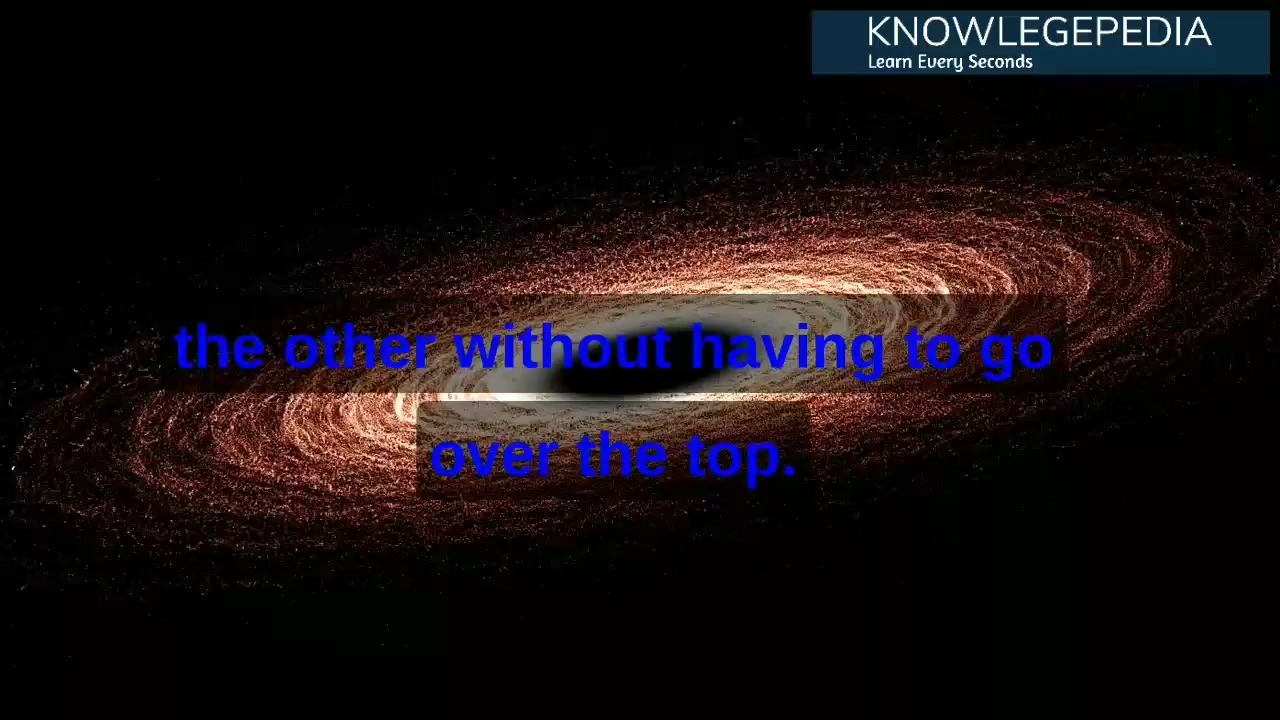 KNOWLEGEPEDIA
Learn Every Seconds
the other without having to go
over the top.